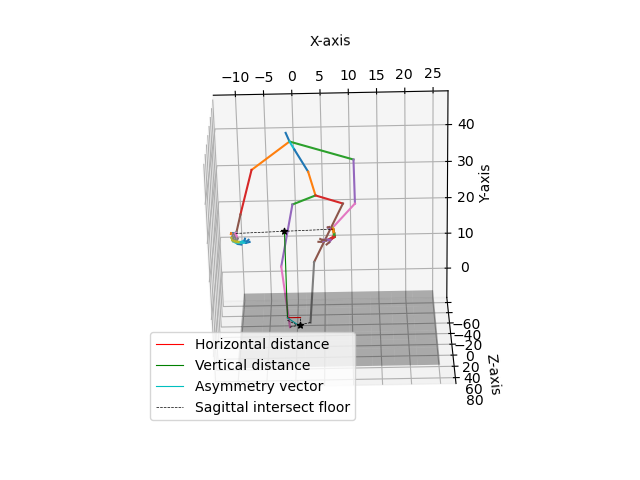 X-axis
−10 −5 0 5 10 15 20 25
40
30
20
10
0
Y-axis
−60
−40
−20
0
20
40
60
80
Z-axis
Horizontal distance
Vertical distance
Asymmetry vector
Sagittal intersect floor